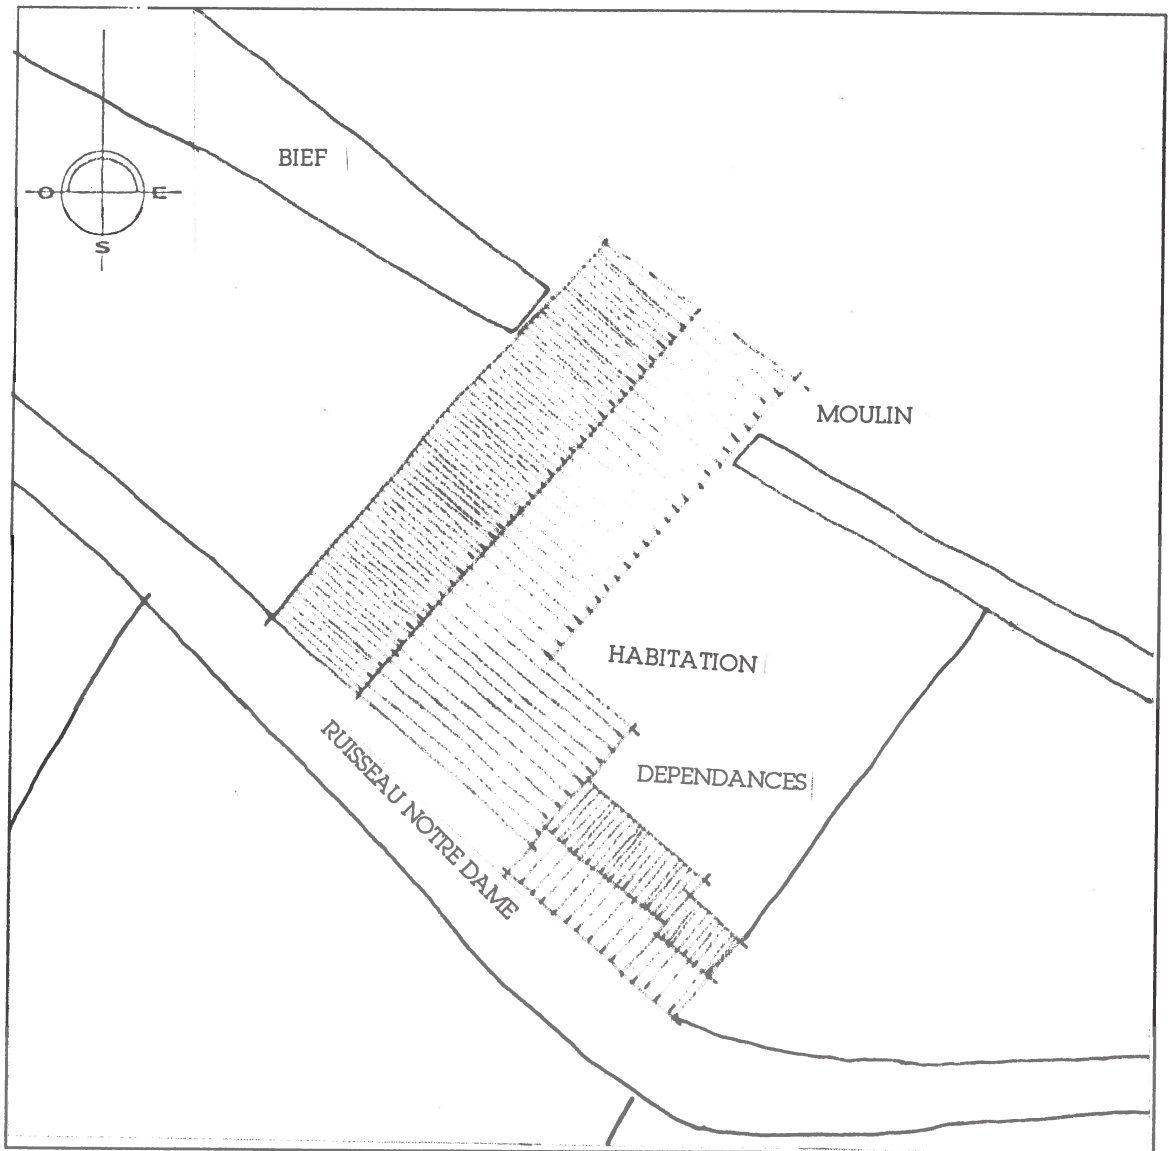 BIEF
O E
S
MOULIN
HABITATION
DEPENDANCES
RUISSEAU NOTRE DAME